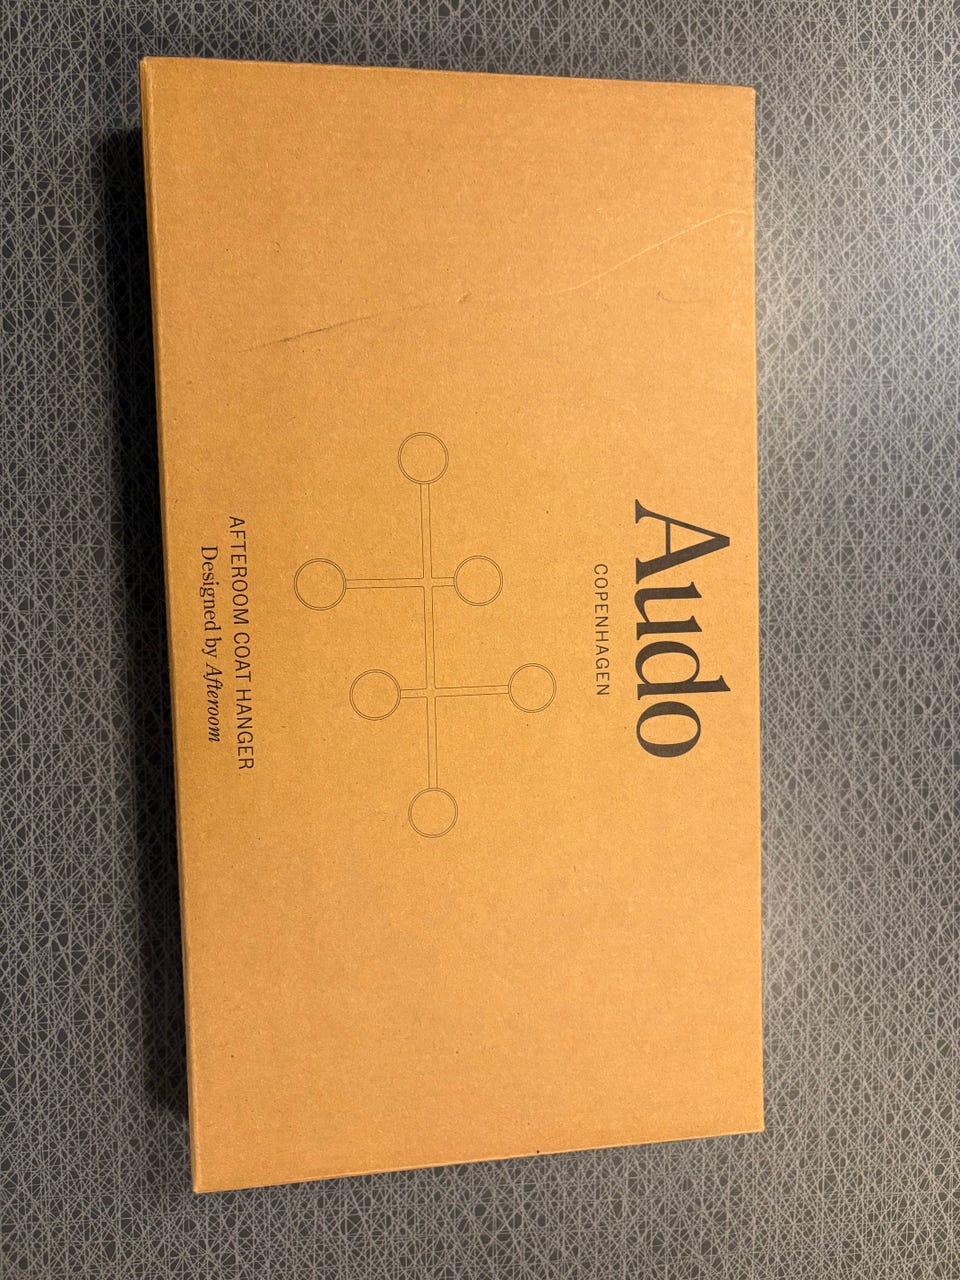 Audo
COPENHAGEN
AFTEROOM COAT HANGER
Designed by Afteroom